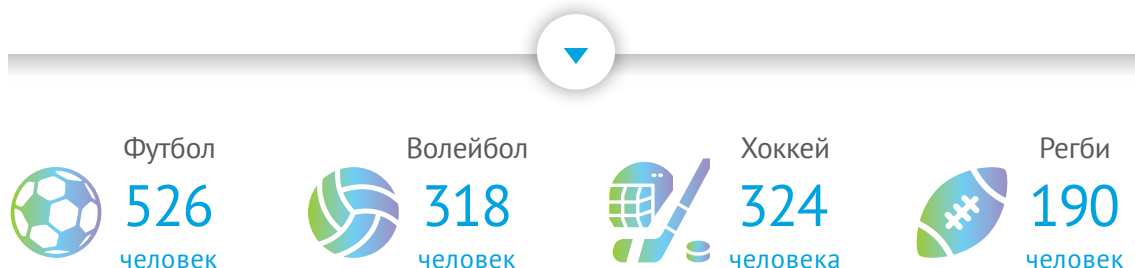 Футбол
526
человек
Волейбол
318
человек
Хоккей
324
человека
Регби
190
человек